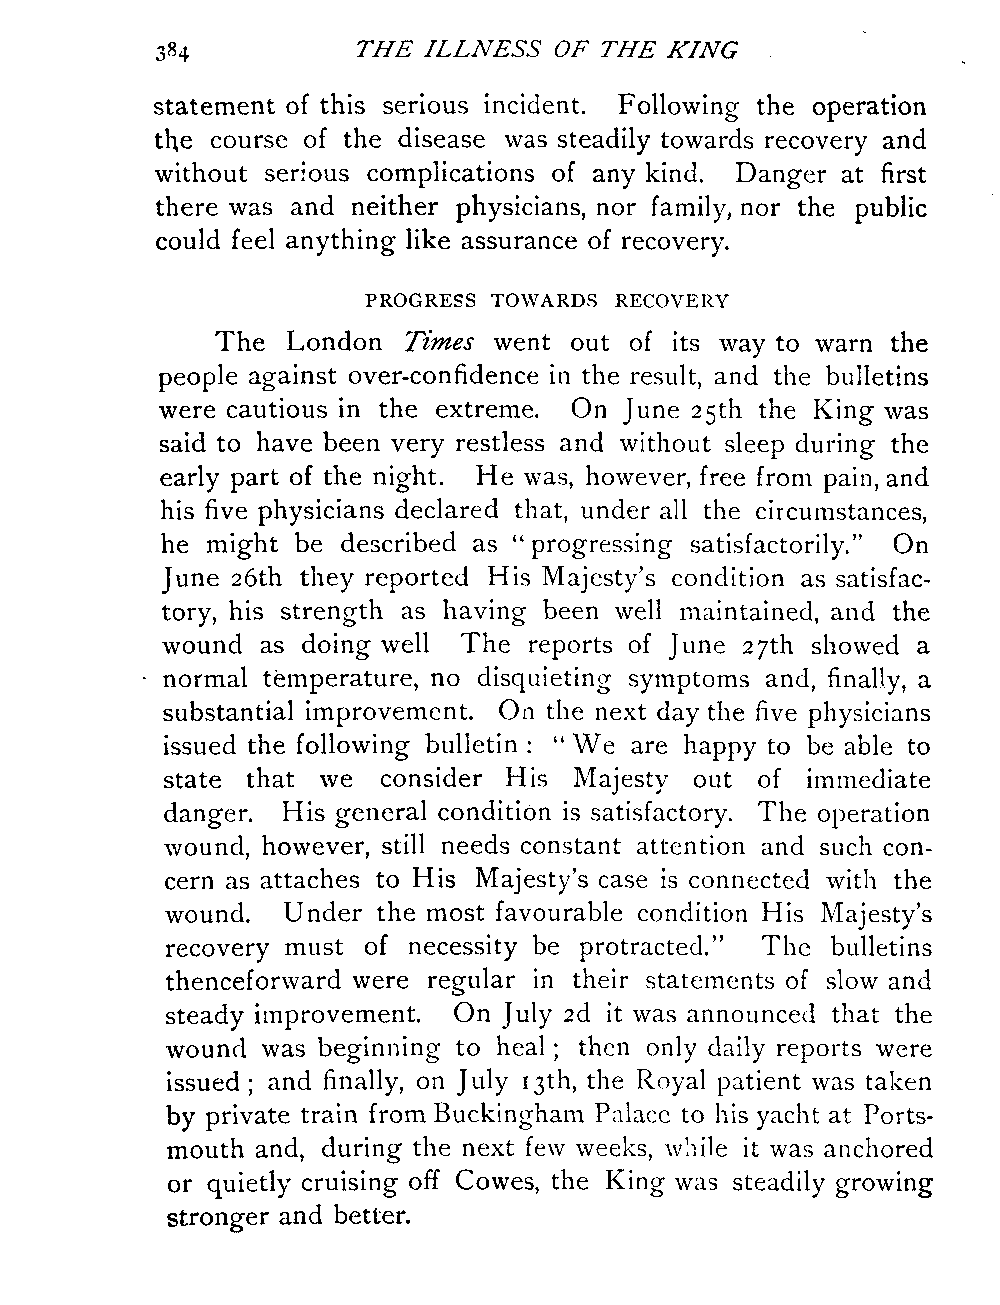 384 THE ILLNESS OF THE KING
statement of this serious incident. Following the operation
the course of the disease was steadily towards recovery and
without serious complications of any kind. Danger at first
there was and neither physicians, nor family, nor the public
could feel anything like assurance of recovery.
PROGRESS TOWARDS RECOVERY
The London Times went out of its way to warn the
people against over-confidence in the result, and the bulletins
were cautious in the extreme. On June 25th the King was
said to have been very restless and without sleep during the
early part of the night. He was, however, free from pain, and
his five physicians declared that, under all the circumstances,
he might be described as “progressing satisfactorily.” On
June 26th they reported His Majesty's condition as satisfac-
tory, his strength as having been well maintained, and the
wound as doing well The reports of June 27th showed a
normal temperature, no disquieting symptoms and, finally, a
substantial improvement. On the next day the five physicians
issued the following bulletin : “We are happy to be able to
state that we consider His Majesty out of immediate
danger. His general condition is satisfactory. The operation
wound, however, still needs constant attention and such con-
cern as attaches to His Majesty's case is connected with the
wound. Under the most favourable condition His Majesty's
recovery must of necessity be protracted.” The bulletins
thenceforward were regular in their statements of slow and
steady improvement. On July 2d it was announced that the
wound was beginning to heal ; then only daily reports were
issued ; and finally, on July 13th, the Royal patient was taken
by private train from Buckingham Palace to his yacht at Ports-
mouth and, during the next few weeks, while it was anchored
or quietly cruising off Cowes, the King was steadily growing
stronger and better.